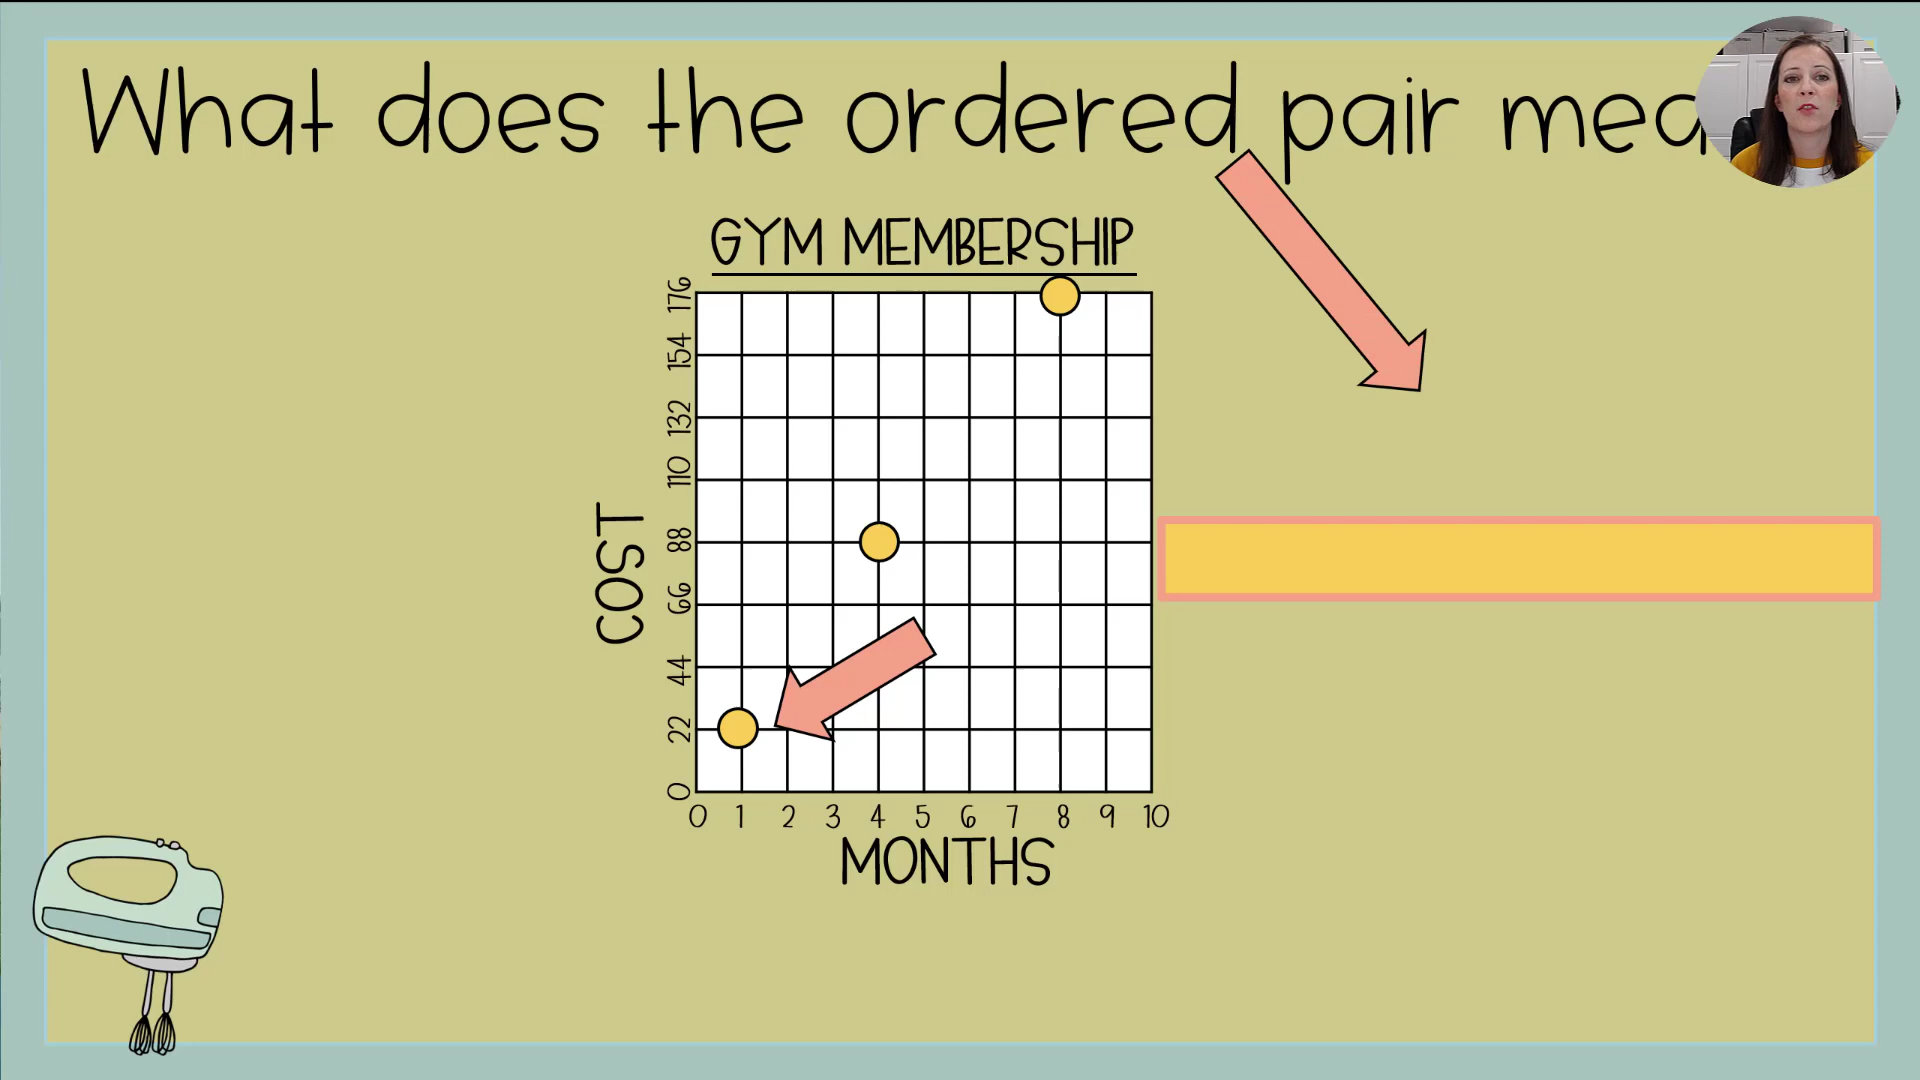 What does the ordered pair
GYM MEMBERSHIP
176
154
132
110
88
66
44
22
0
COST
0 1 2 3 4 5 6 7 8 9 10
MONTHS